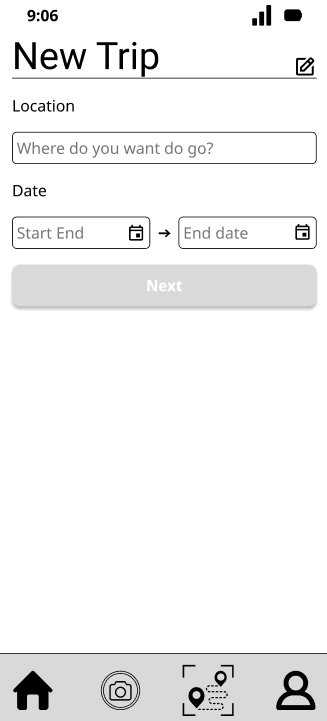 9:06
New Trip
Location
Where do you want do go?
Date
Start End
End date
Next